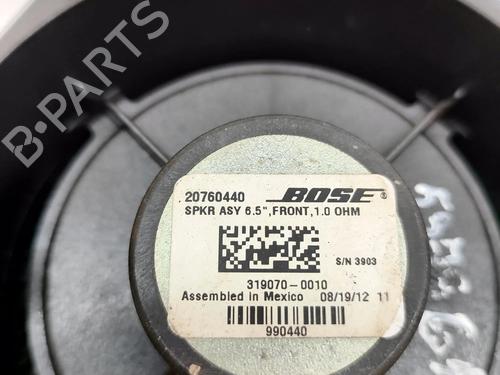 B-PARTS
20760440 BOSE®
SPKR ASY 6.5",FRONT,1.0 OHM
S/N 3903
319070-0010
Assembled in Mexico 08/19/12 11
990440